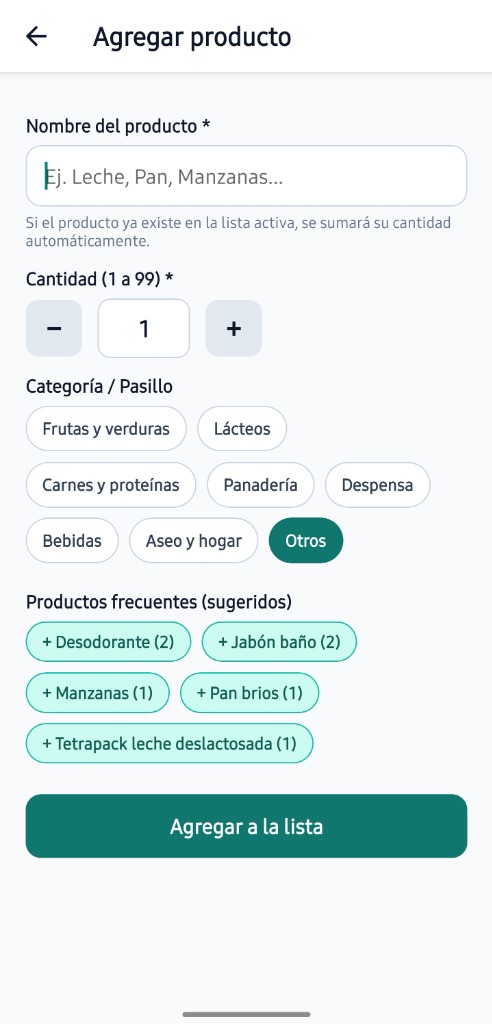 Agregar producto
Nombre del producto *
Ej. Leche, Pan, Manzanas...
Si el producto ya existe en la lista activa, se sumará su cantidad
automáticamente.
Cantidad (1 a 99) *
− 1 +
Categoría / Pasillo
Frutas y verduras Lácteos
Carnes y proteínas Panadería Despensa
Bebidas Aseo y hogar Otros
Productos frecuentes (sugeridos)
+ Desodorante (2) + Jabón baño (2)
+ Manzanas (1) + Pan brios (1)
+ Tetrapack leche deslactosada (1)
Agregar a la lista